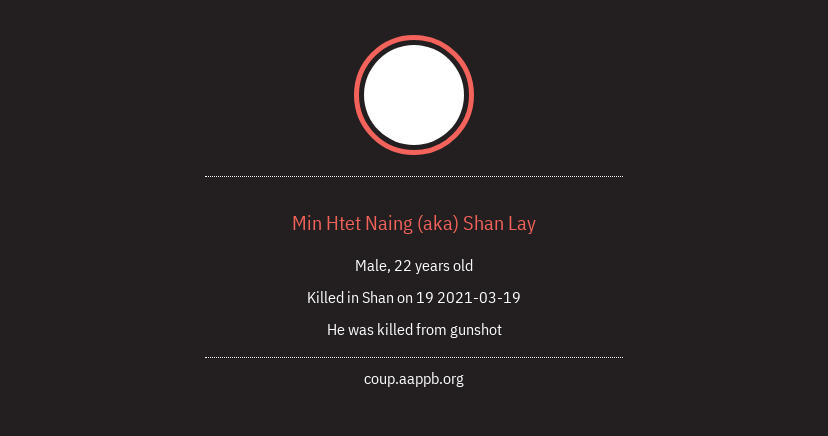 Min Htet Naing (aka) Shan Lay
Male, 22 years old
Killed in Shan on 19 2021-03-19
He was killed from gunshot
coup.aappb.org